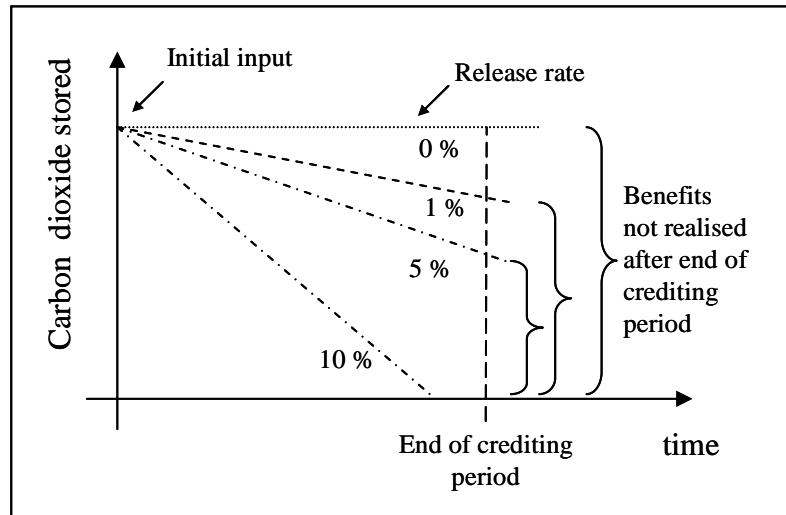 Initial input
Release rate
Carbon dioxide stored
0 %
1 %
5 %
10 %
Benefits
not realised
after end of
crediting
period
End of crediting
period
time